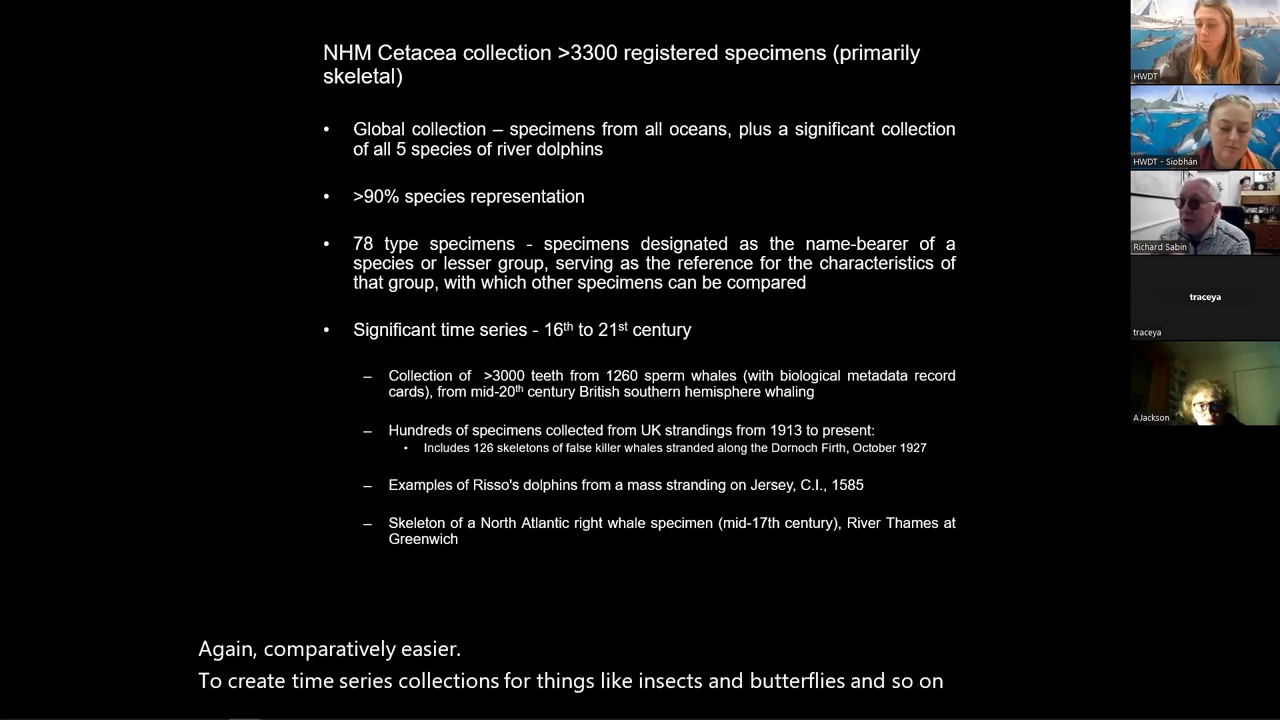 NHM Cetacea collection >3300 registered specimens (primarily
skeletal)
• Global collection – specimens from all oceans, plus a significant collection
of all 5 species of river dolphins
• >90% species representation
• 78 type specimens - specimens designated as the name-bearer of a
species or lesser group, serving as the reference for the characteristics of
that group, with which other specimens can be compared
• Significant time series - 16th to 21st century
– Collection of >3000 teeth from 1260 sperm whales (with biological metadata record
cards), from mid-20th century British southern hemisphere whaling
– Hundreds of specimens collected from UK strandings from 1913 to present:
• Includes 126 skeletons of false killer whales stranded along the Dornoch Firth, October 1927
– Examples of Risso's dolphins from a mass stranding on Jersey, C.I., 1585
– Skeleton of a North Atlantic right whale specimen (mid-17th century), River Thames at
Greenwich
Again, comparatively easier.
To create time series collections for things like insects and butterflies and so on
HWDT
HWDT - Siobhán
Richard Sabin
traceya
traceya
AJackson